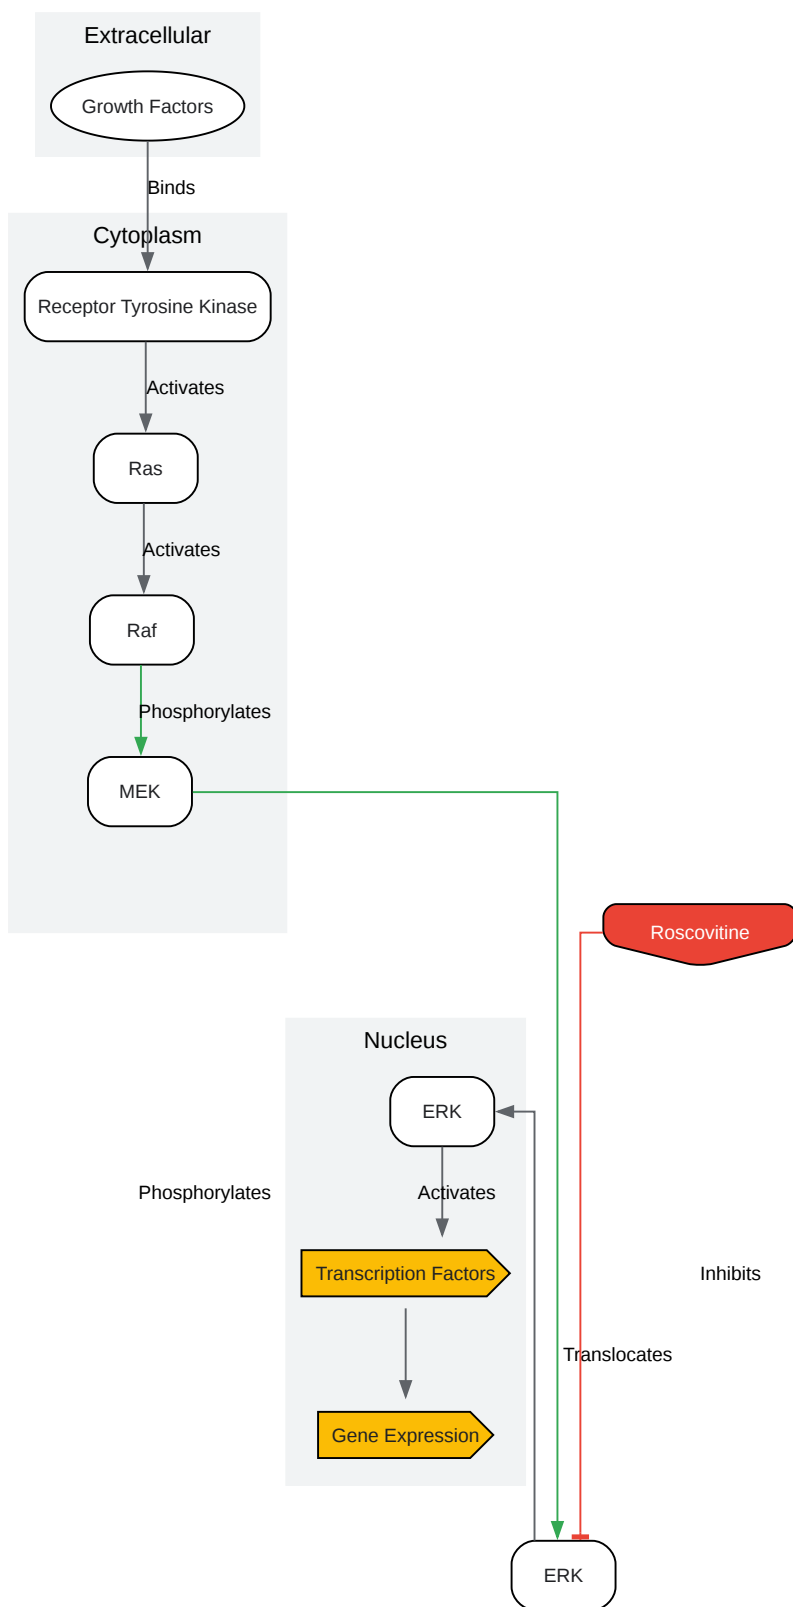 Extracellular
Growth Factors
Binds
Cytoplasm
Receptor Tyrosine Kinase
Activates
Ras
Activates
Raf
Phosphorylates
MEK
Roscovitine
Nucleus
ERK
Phosphorylates
Activates
Transcription Factors
Inhibits
Translocates
Gene Expression
ERK